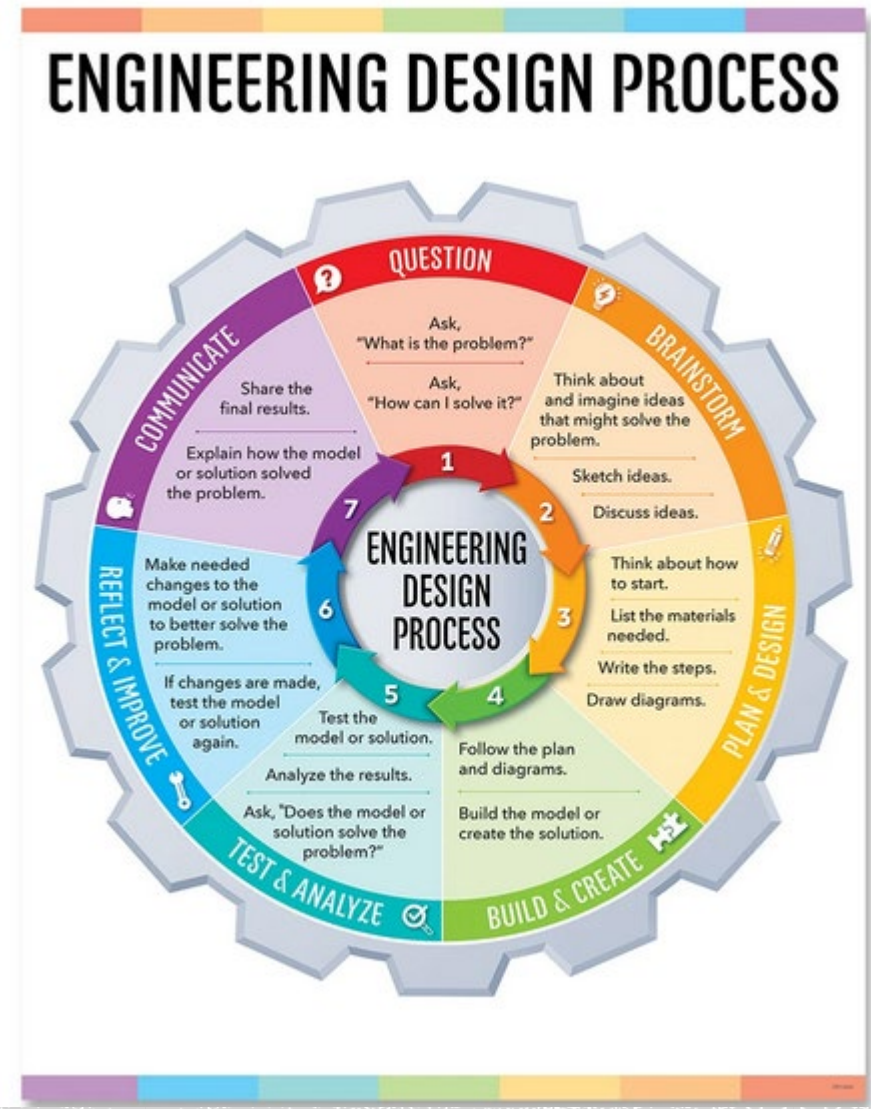 ENGINEERING DESIGN PROCESS
QUESTION
Ask,
"What is the problem?"
Ask,
"How can I solve it?"
BRAINSTORM
Think about
and imagine ideas
that might solve the
problem.
Sketch ideas.
Discuss ideas.
PLAN & DESIGN
Think about how
to start.
List the materials
needed.
Write the steps.
Draw diagrams.
BUILD & CREATE
Follow the plan
and diagrams.
Build the model or
create the solution.
TEST & ANALYZE
Test the
model or solution.
Analyze the results.
Ask, "Does the model or
solution solve the
problem?"
REFLECT & IMPROVE
Make needed
changes to the
model or solution
to better solve the
problem.
If changes are made,
test the model
or solution
again.
COMMUNICATE
Share the
final results.
Explain how the model
or solution solved
the problem.
1
2
3
4
5
6
7
ENGINEERING
DESIGN
PROCESS